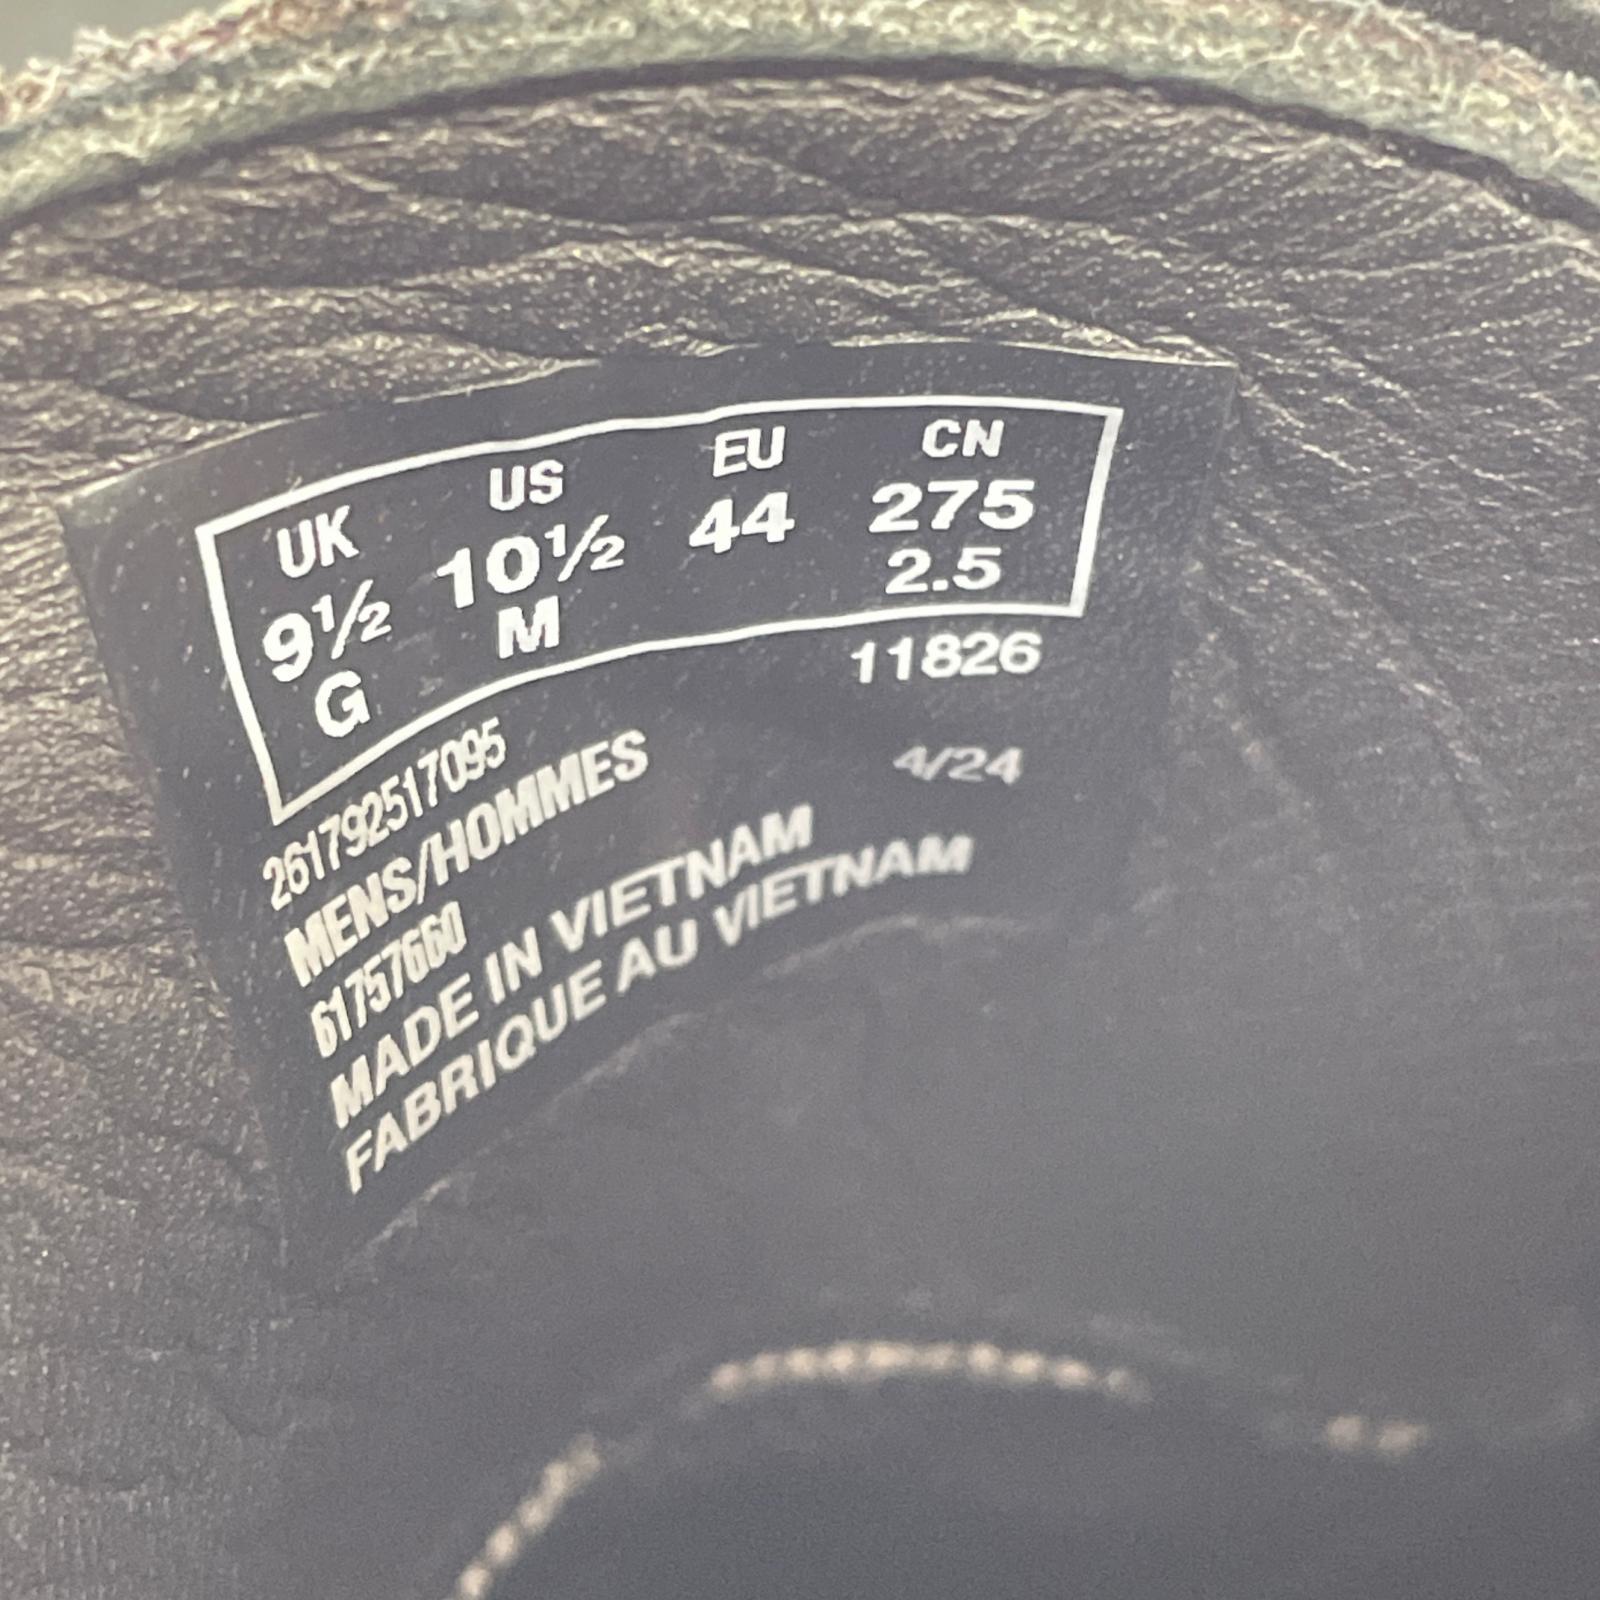 UK US EU CN
9½ 10½ 44 275
G M 2.5
11826
261792517095
MENS/HOMMES 4/24
61757660
MADE IN VIETNAM
FABRIQUE AU VIETNAM